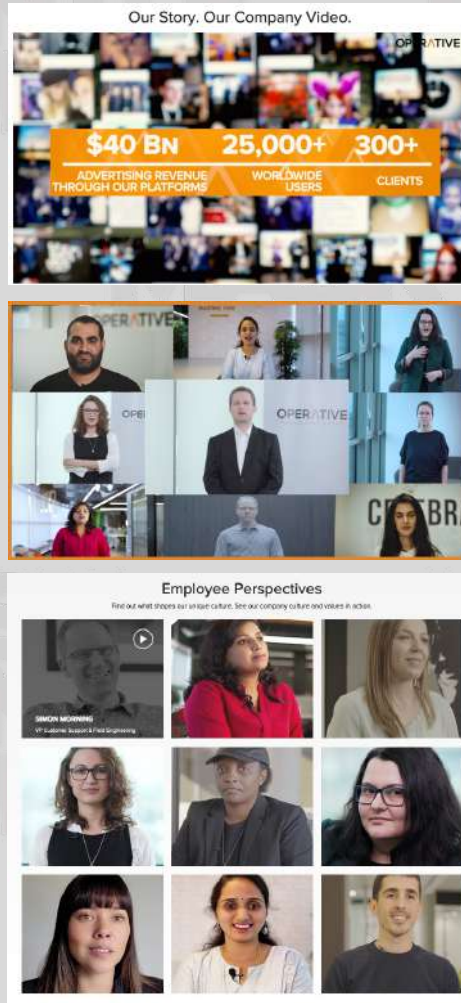 Our Story. Our Company Video.
OPERATIVE
$40 BN 25,000+ 300+
ADVERTISING REVENUE
THROUGH OUR PLATFORMS
WORLDWIDE
USERS
CLIENTS
OPERATIVE
OPERATIVE
Employee Perspectives
Find out what shapes our unique culture. See our company culture and values in action.
SIMON MORNING
VP Customer Support & Field Engineering